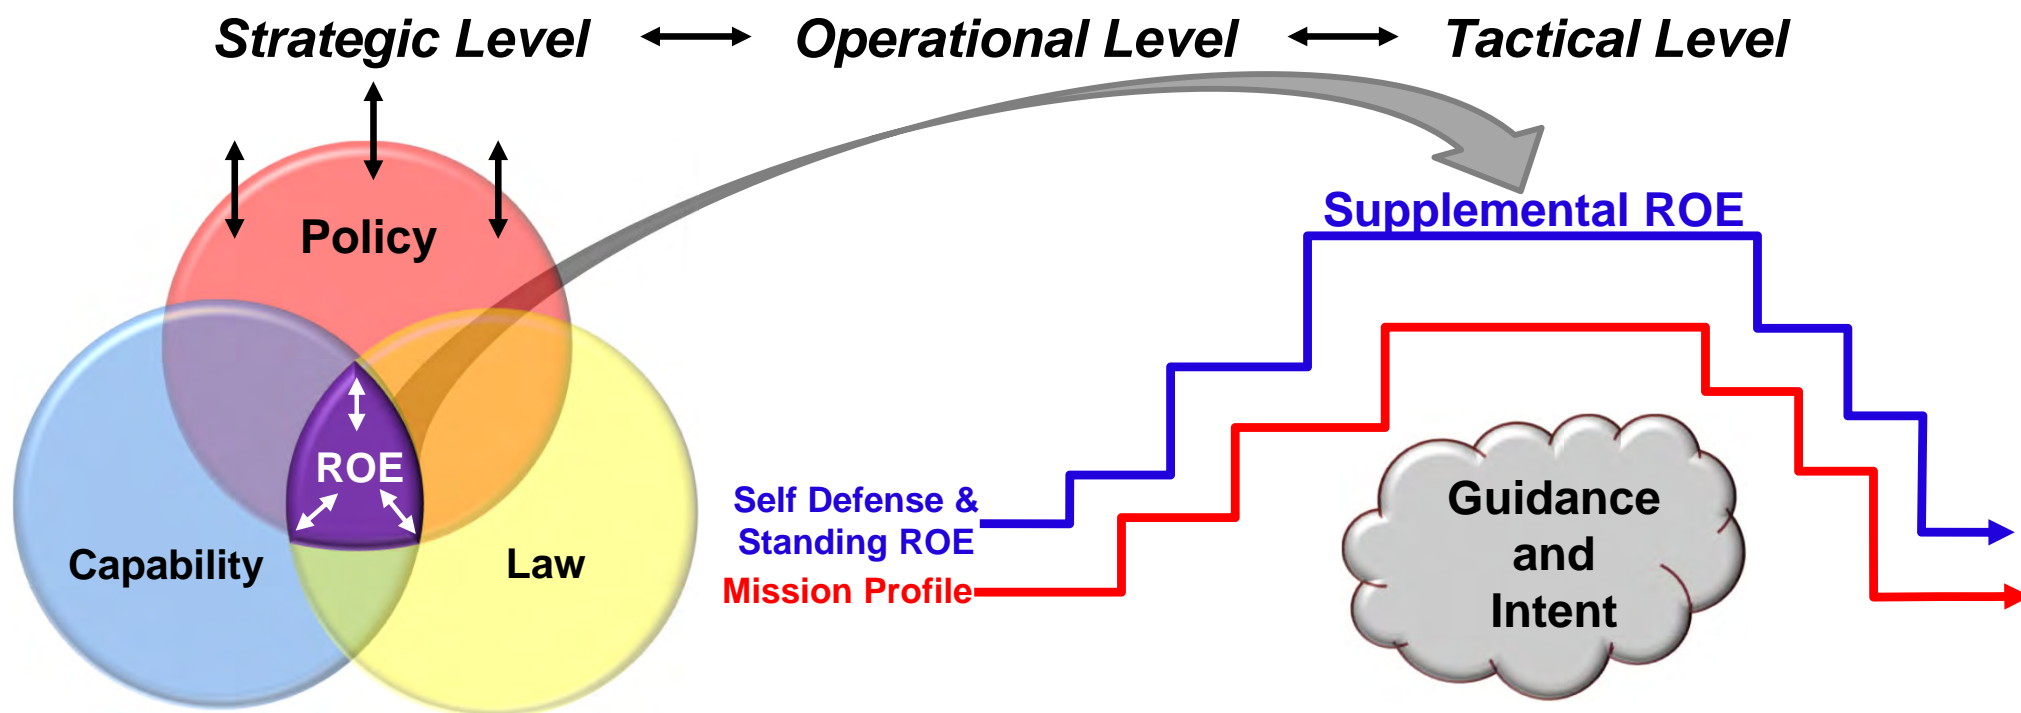 Strategic Level
Operational Level
Tactical Level
Policy
Capability
ROE
Law
Supplemental ROE
Self Defense &
Standing ROE
Mission Profile
Guidance
and
Intent